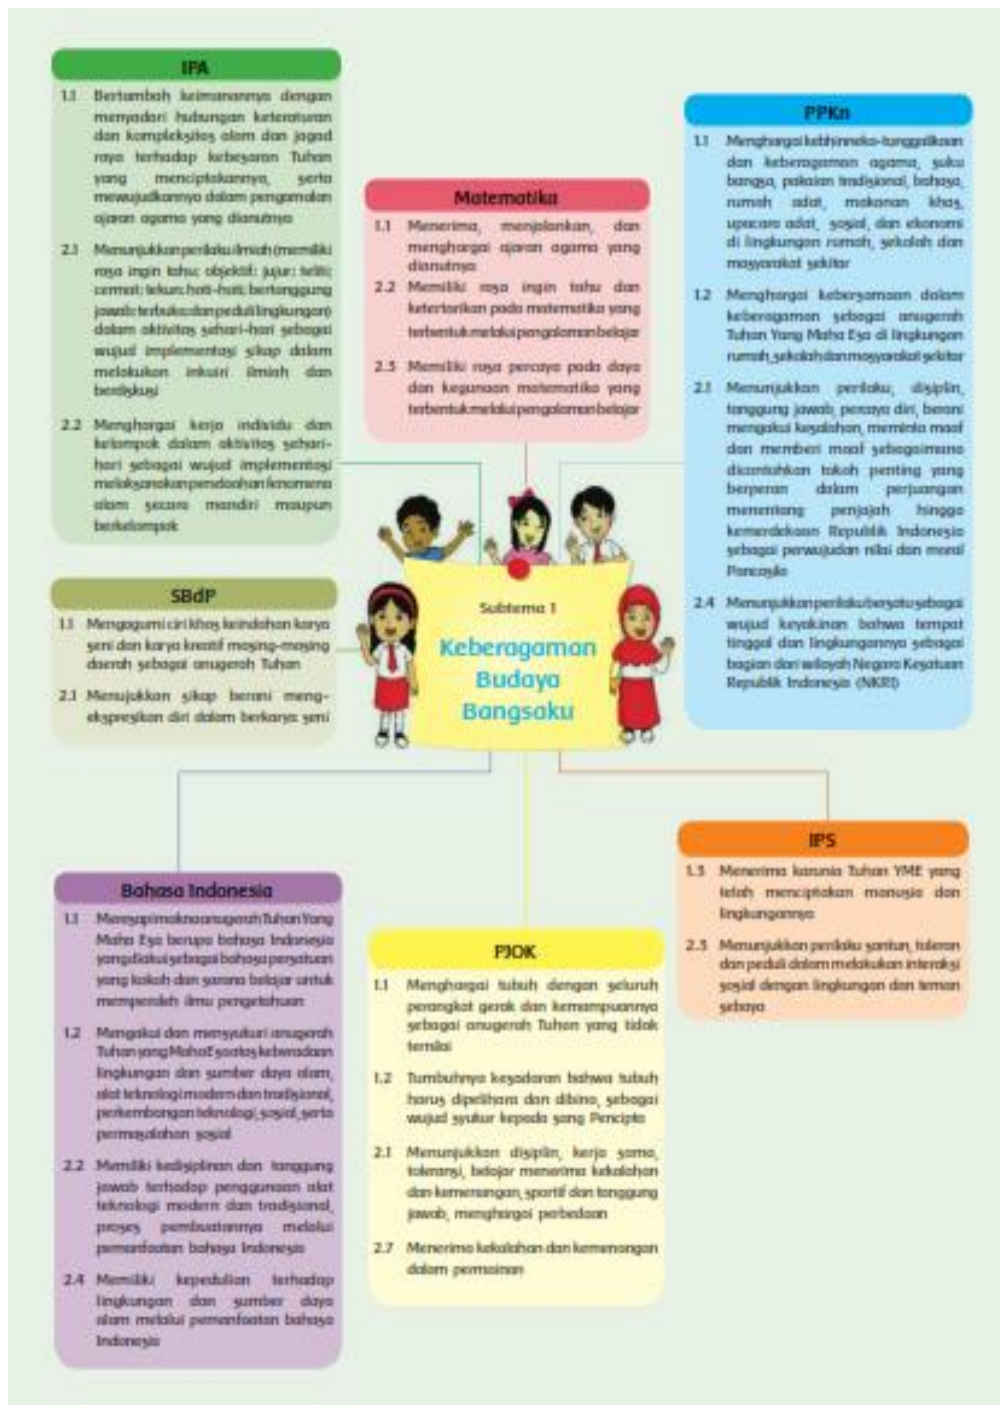 IPA
1.1 Bertambah keimanannya dengan
menyadari hubungan keteraturan
dan kompleksitas alam dan jagad
raya terhadap kebesaran Tuhan
yang menciptakannya, serta
mewujudkannya dalam pengamalan
ajaran agama yang dianutnya
2.1 Menunjukkan perilaku ilmiah (memiliki
rasa ingin tahu; objektif; jujur; teliti;
cermat; tekun; hati-hati; bertanggung
jawab; terbuka; dan peduli lingkungan)
dalam aktivitas sehari-hari sebagai
wujud implementasi sikap dalam
melakukan inkuiri ilmiah dan
berdiskusi
2.2 Menghargai kerja individu dan
kelompok dalam aktivitas sehari-
hari sebagai wujud implementasi
melaksanakan penelaahan fenomena
alam secara mandiri maupun
berkelompok
Matematika
1.1 Menerima, menjalankan, dan
menghargai ajaran agama yang
dianutnya
2.2 Memiliki rasa ingin tahu dan
ketertarikan pada matematika yang
terbentuk melalui pengalaman belajar
2.3 Memiliki rasa percaya pada daya
dan kegunaan matematika yang
terbentuk melalui pengalaman belajar
PPKn
1.1 Menghargai kebhinneka-tunggalikaan
dan keberagaman agama, suku
bangsa, pakaian tradisional, bahasa,
rumah adat, makanan khas,
upacara adat, sosial, dan ekonomi
di lingkungan rumah, sekolah dan
masyarakat sekitar
1.2 Menghargai kebersamaan dalam
keberagaman sebagai anugerah
Tuhan Yang Maha Esa di lingkungan
rumah, sekolah dan masyarakat sekitar
2.1 Menunjukkan perilaku, disiplin,
tanggung jawab, percaya diri, berani
mengakui kesalahan, meminta maaf
dan memberi maaf sebagaimana
dicontohkan tokoh penting yang
berperan dalam perjuangan
menentang penjajah hingga
kemerdekaan Republik Indonesia
sebagai perwujudan nilai dan moral
Pancasila
2.4 Menunjukkan perilaku bersatu sebagai
wujud keyakinan bahwa tempat
tinggal dan lingkungannya sebagai
bagian dari wilayah Negara Kesatuan
Republik Indonesia (NKRI)
SBdP
1.1 Mengagumi ciri khas keindahan karya
seni dan karya kreatif masing-masing
daerah sebagai anugerah Tuhan
2.1 Menujukkan sikap berani meng-
ekspresikan diri dalam berkarya seni
Subtema 1
Keberagaman
Budaya
Bangsaku
Bahasa Indonesia
1.1 Meresapi makna anugerah Tuhan Yang
Maha Esa berupa bahasa Indonesia
yang diakui sebagai bahasa persatuan
yang kokoh dan sarana belajar untuk
memperoleh ilmu pengetahuan
1.2 Mengakui dan mensyukuri anugerah
Tuhan yang Maha Esa atas keberadaan
lingkungan dan sumber daya alam,
alat teknologi modern dan tradisional,
perkembangan teknologi, sosial, serta
permasalahan sosial
2.2 Memiliki kedisiplinan dan tanggung
jawab terhadap penggunaan alat
teknologi modern dan tradisional,
proses pembuatannya melalui
pemanfaatan bahasa Indonesia
2.4 Memiliki kepedulian terhadap
lingkungan dan sumber daya
alam melalui pemanfaatan bahasa
Indonesia
PJOK
1.1 Menghargai tubuh dengan seluruh
perangkat gerak dan kemampuannya
sebagai anugerah Tuhan yang tidak
ternilai
1.2 Tumbuhnya kesadaran bahwa tubuh
harus dipelihara dan dibina, sebagai
wujud syukur kepada sang Pencipta
2.1 Menunjukkan disiplin, kerja sama,
toleransi, belajar menerima kekalahan
dan kemenangan, sportif dan tanggung
jawab, menghargai perbedaan
2.7 Menerima kekalahan dan kemenangan
dalam permainan
IPS
1.3 Menerima karunia Tuhan YME yang
telah menciptakan manusia dan
lingkungannya
2.3 Menunjukkan perilaku santun, toleran
dan peduli dalam melakukan interaksi
sosial dengan lingkungan dan teman
sebaya